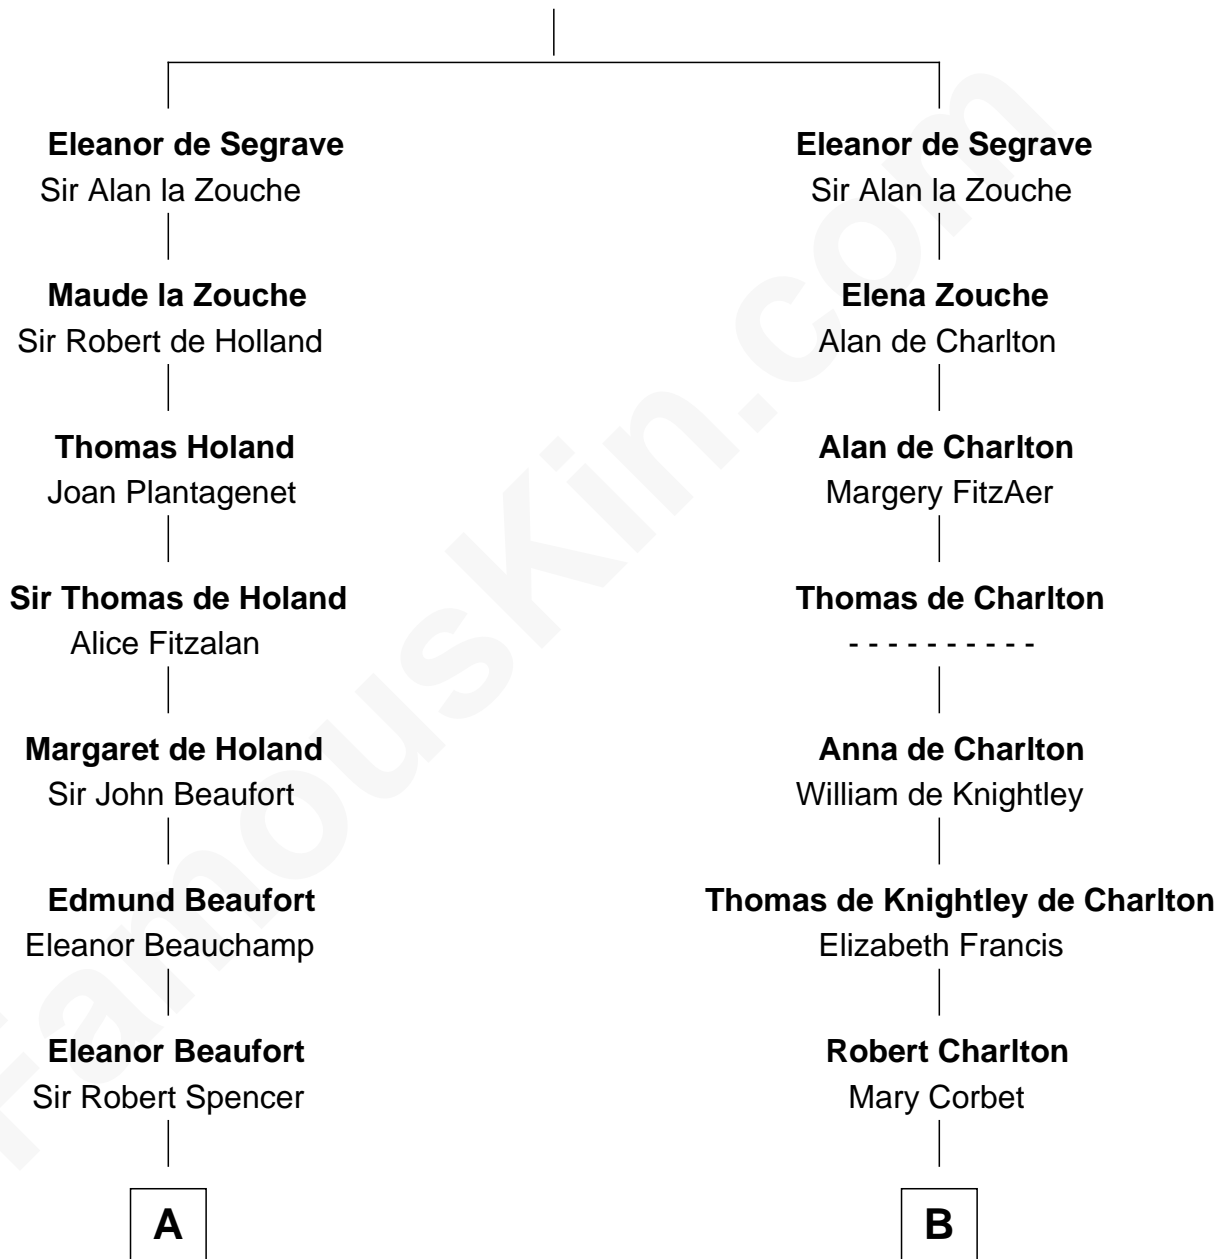 Eleanor de Segrave
Sir Alan la Zouche
Maude la Zouche
Sir Robert de Holland
Thomas Holand
Joan Plantagenet
Sir Thomas de Holand
Alice Fitzalan
Margaret de Holand
Sir John Beaufort
Edmund Beaufort
Eleanor Beauchamp
Eleanor Beaufort
Sir Robert Spencer
A
Eleanor de Segrave
Sir Alan la Zouche
Elena Zouche
Alan de Charlton
Alan de Charlton
Margery FitzAer
Thomas de Charlton
- - - - - - - - - -
Anna de Charlton
William de Knightley
Thomas de Knightley de Charlton
Elizabeth Francis
Robert Charlton
Mary Corbet
B
FamousKin.com